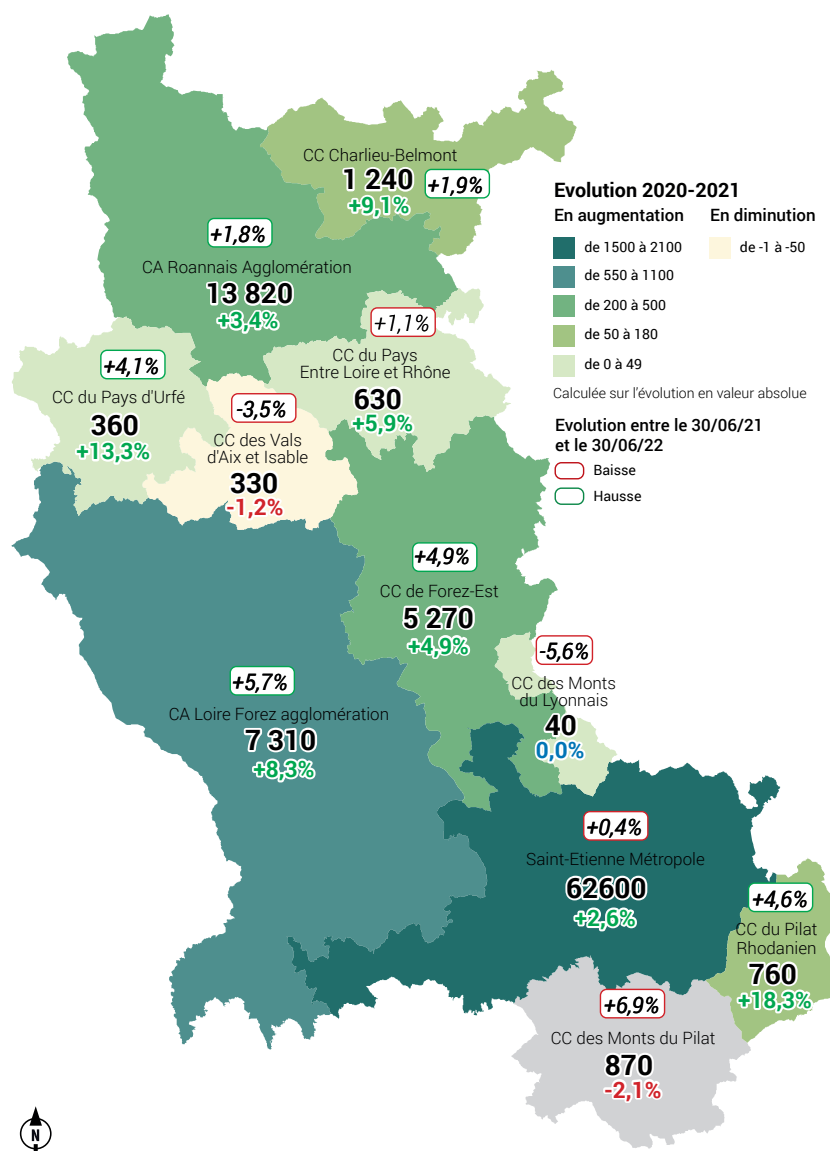 CC Charlieu-Belmont
1 240
+1,9%
+9,1%
+1,8%
CA Roannais Agglomération
13 820
+3,4%
Evolution 2020-2021
En augmentation
En diminution
de 1500 à 2100
de -1 à -50
de 550 à 1100
de 200 à 500
de 50 à 180
de 0 à 49
Calculée sur l'évolution en valeur absolue
Evolution entre le 30/06/21
et le 30/06/22
Baisse
Hausse
+1,1%
CC du Pays
Entre Loire et Rhône
630
+5,9%
+4,1%
CC du Pays d'Urfé
360
+13,3%
-3,5%
CC des Vals
d'Aix et Isable
330
-1,2%
+4,9%
CC de Forez-Est
5 270
+4,9%
-5,6%
CC des Monts
du Lyonnais
40
0,0%
+5,7%
CA Loire Forez agglomération
7 310
+8,3%
+0,4%
Saint-Etienne Métropole
62600
+2,6%
+4,6%
CC du Pilat
Rhodanien
760
+18,3%
+6,9%
CC des Monts du Pilat
870
-2,1%
N